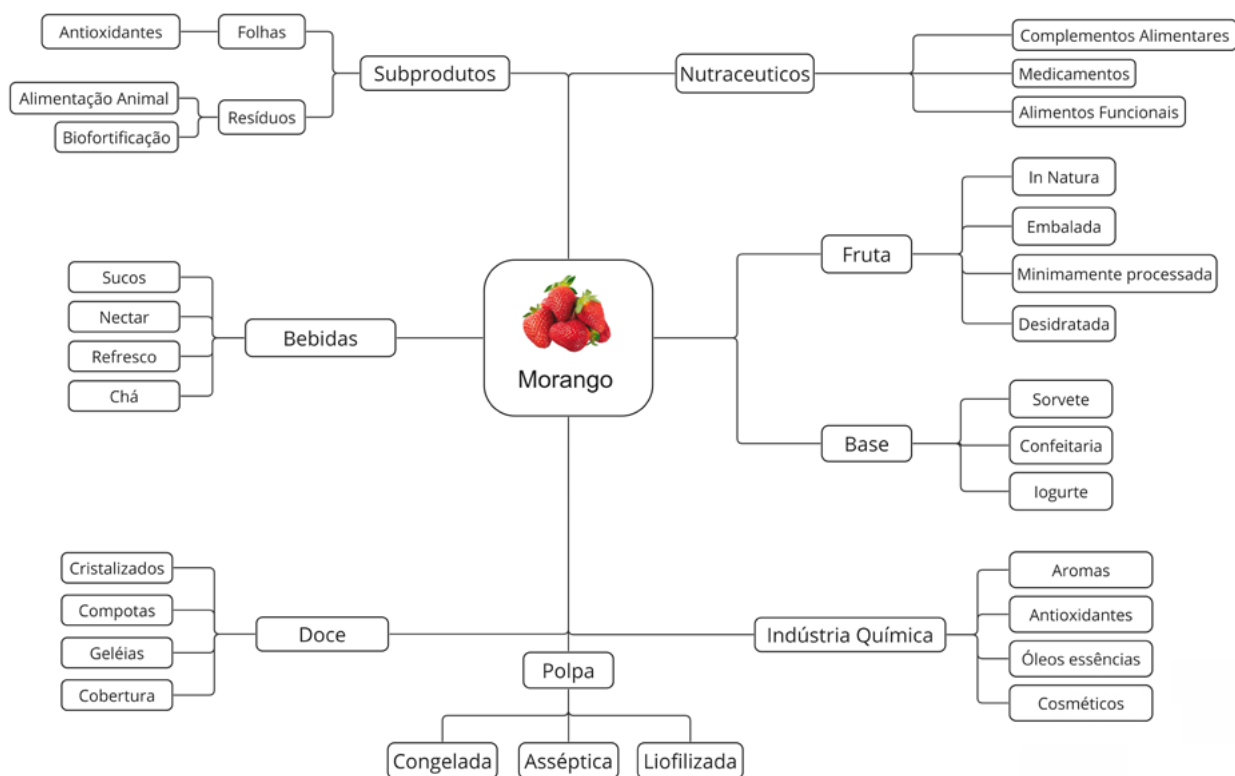 Antioxidantes
Folhas
Subprodutos
Alimentação Animal
Resíduos
Biofortificação
Nutraceuticos
Complementos Alimentares
Medicamentos
Alimentos Funcionais
Sucos
Nectar
Refresco
Chá
Bebidas
Morango
Fruta
In Natura
Embalada
Minimamente processada
Desidratada
Base
Sorvete
Confeitaria
Iogurte
Cristalizados
Compotas
Geléias
Cobertura
Doce
Polpa
Congelada
Asséptica
Liofilizada
Indústria Química
Aromas
Antioxidantes
Óleos essências
Cosméticos